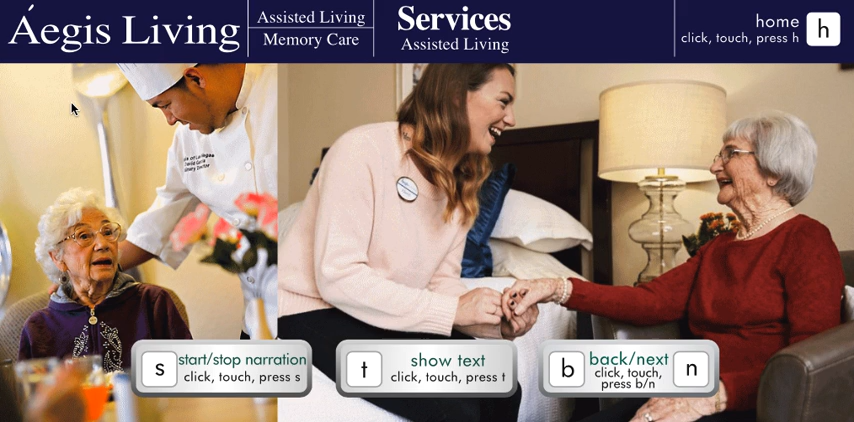 Áegis Living
Assisted Living
Memory Care
Services
Assisted Living
home
click, touch, press h
h
s
start/stop narration
click, touch, press s
t
show text
click, touch, press t
b
back/next
click, touch,
press b/n
n